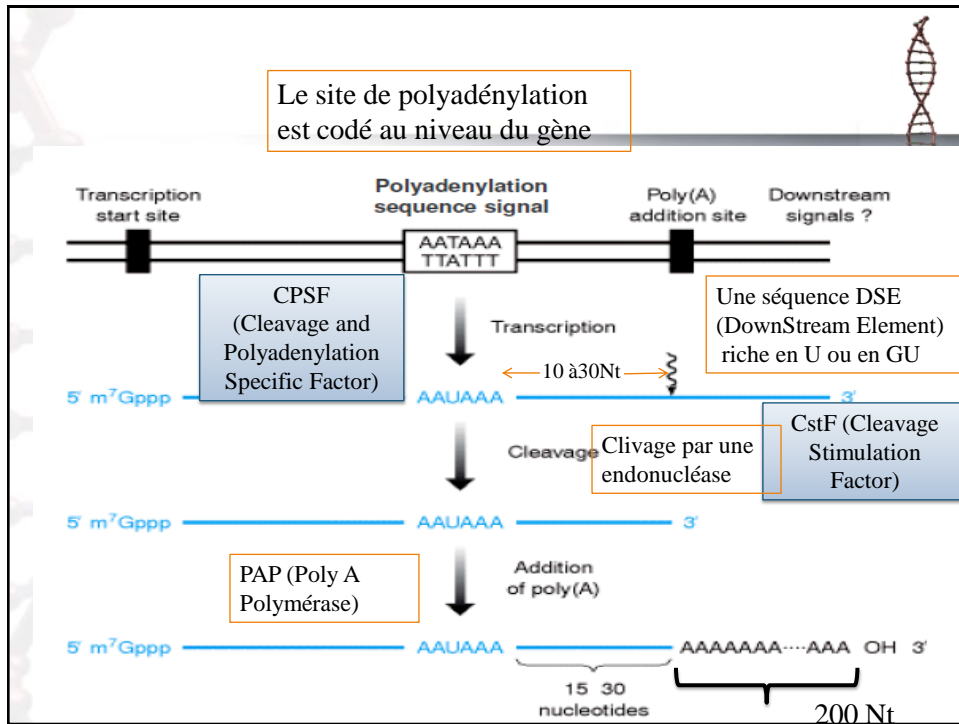 Le site de polyadénylation
est codé au niveau du gène
Transcription
start site
Polyadenylation
sequence signal
Poly(A)
addition site
Downstream
signals ?
AATAAA
TTATTT
CPSF
(Cleavage and
Polyadenylation
Specific Factor)
Transcription
Une séquence DSE
(DownStream Element)
riche en U ou en GU
10 à30Nt
5' m⁷Gppp
AAUAAA
3'
Cleavage
Clivage par une
endonucléase
CstF (Cleavage
Stimulation
Factor)
5' m⁷Gppp
AAUAAA
3'
PAP (Poly A
Polymérase)
Addition
of poly(A)
5' m⁷Gppp
AAUAAA
AAAAAAA····AAA OH 3'
15 30
nucleotides
200 Nt